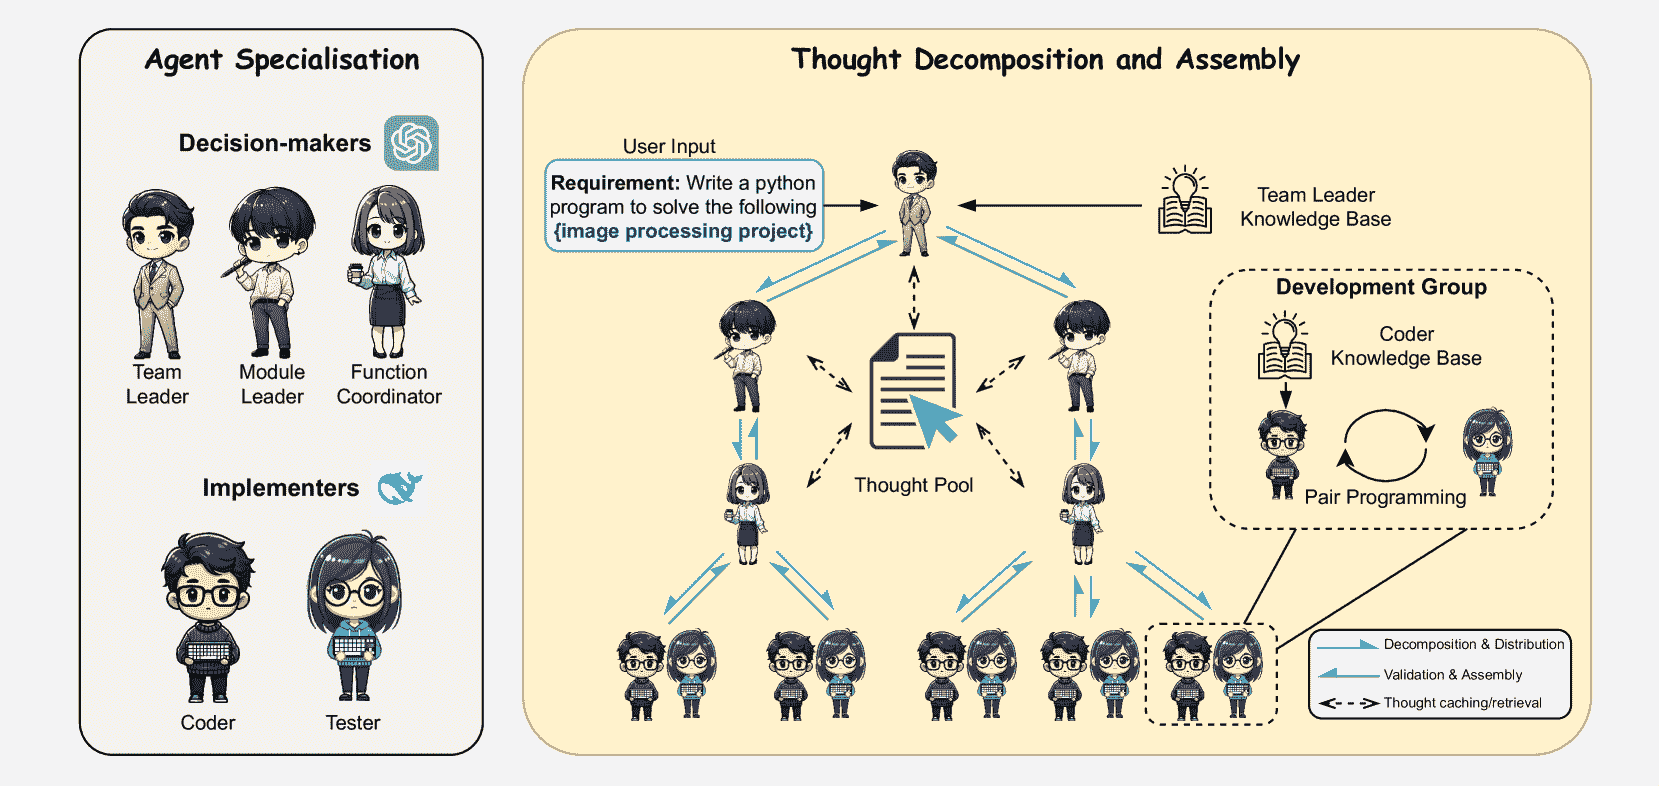 Agent Specialisation
Decision-makers
Team
Leader
Module
Leader
Function
Coordinator
Implementers
Coder
Tester
Thought Decomposition and Assembly
User Input
Requirement: Write a python
program to solve the following
{image processing project}
Team Leader
Knowledge Base
Thought Pool
Development Group
Coder
Knowledge Base
Pair Programming
Decomposition & Distribution
Validation & Assembly
Thought caching/retrieval